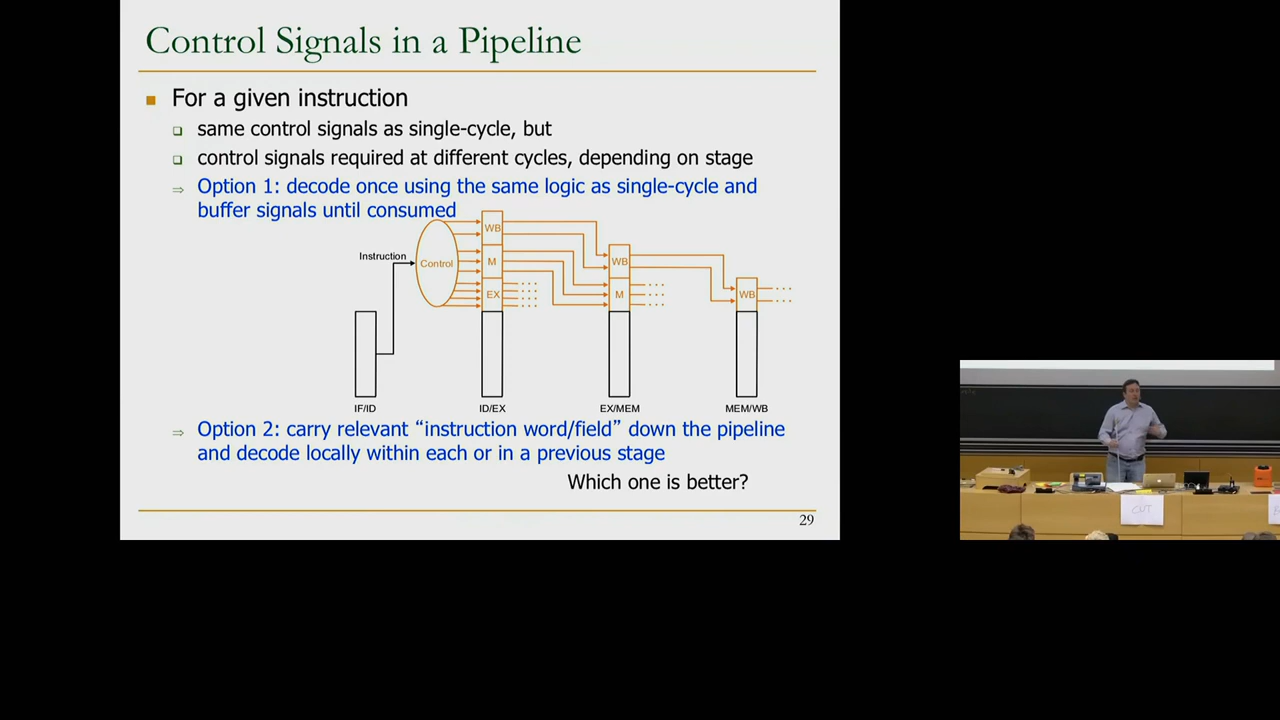 Control Signals in a Pipeline
For a given instruction
same control signals as single-cycle, but
control signals required at different cycles, depending on stage
⇒ Option 1: decode once using the same logic as single-cycle and
buffer signals until consumed
WB
Instruction
Control
M
WB
EX
M
WB
IF/ID
ID/EX
EX/MEM
MEM/WB
⇒ Option 2: carry relevant “instruction word/field” down the pipeline
and decode locally within each or in a previous stage
Which one is better?
29